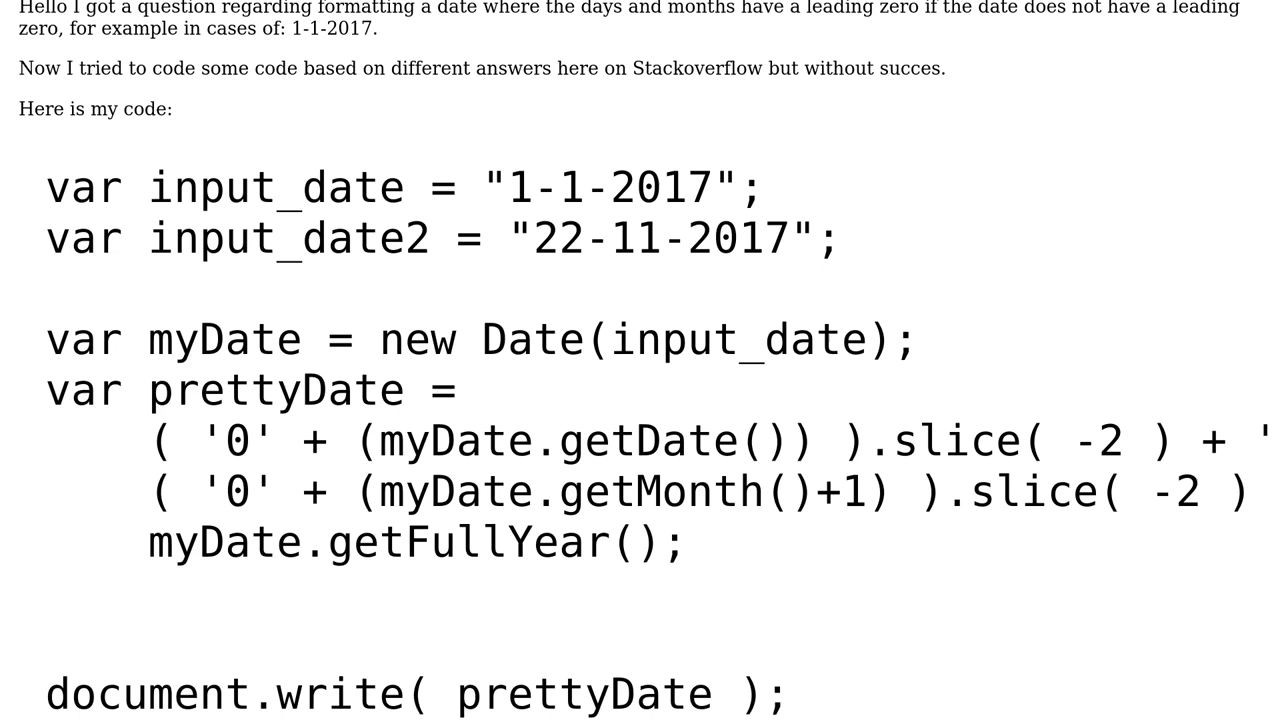 Hello I got a question regarding formatting a date where the days and months have a leading zero if the date does not have a leading
zero, for example in cases of: 1-1-2017.
Now I tried to code some code based on different answers here on Stackoverflow but without succes.
Here is my code:
var input_date = "1-1-2017";
var input_date2 = "22-11-2017";
var myDate = new Date(input_date);
var prettyDate =
( '0' + (myDate.getDate()) ).slice( -2 ) + '
( '0' + (myDate.getMonth()+1) ).slice( -2 )
myDate.getFullYear();
document.write( prettyDate );